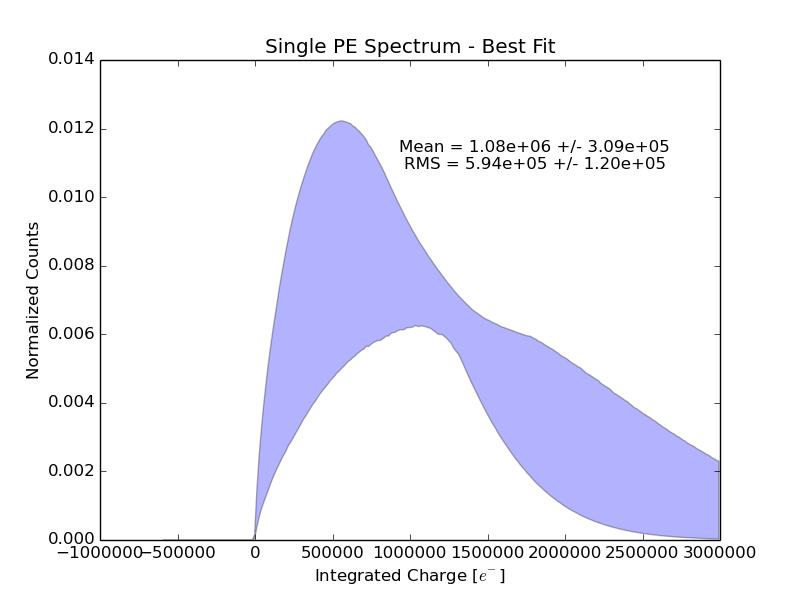 Single PE Spectrum - Best Fit
0.014
0.012
Mean = 1.08e+06 +/- 3.09e+05
RMS = 5.94e+05 +/- 1.20e+05
0.010
0.008
Normalized Counts
0.006
0.004
0.002
0.000
−1000000 −500000 0 500000 1000000 1500000 2000000 2500000 3000000
Integrated Charge [e⁻]